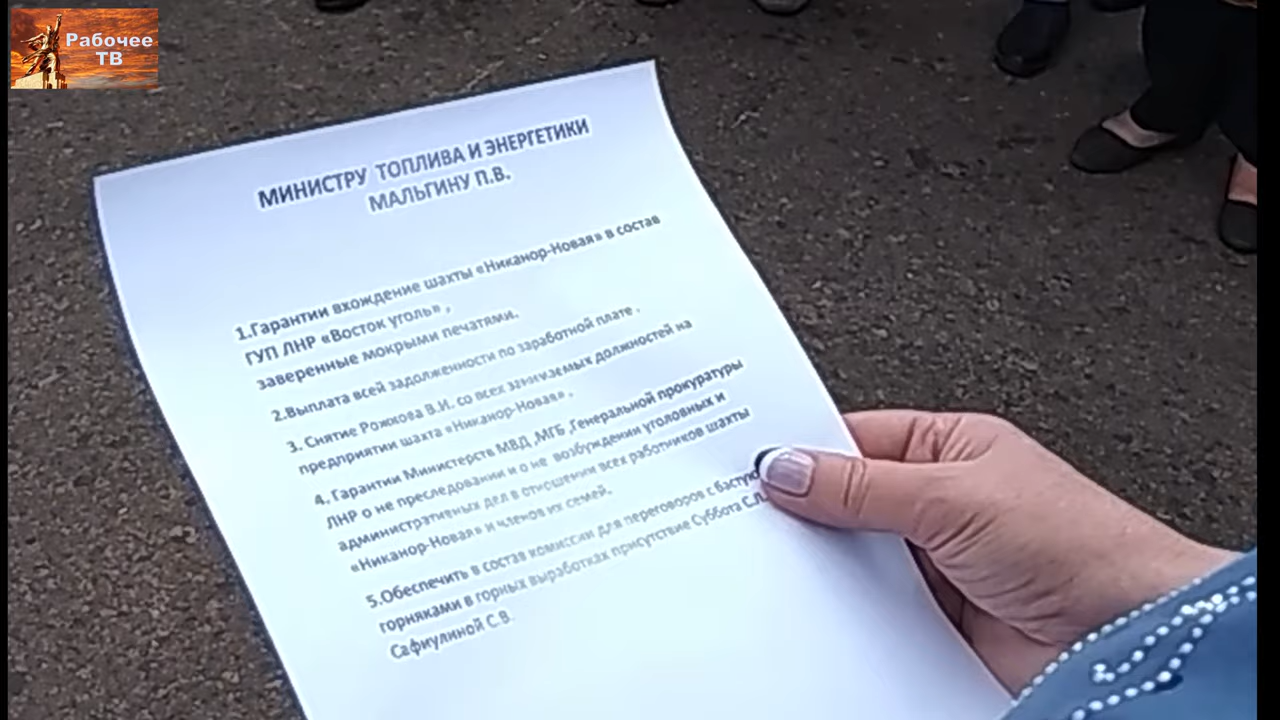 Рабочее
ТВ
МИНИСТРУ ТОПЛИВА И ЭНЕРГЕТИКИ
МАЛЬГИНУ П.В.
1.Гарантии вхождение шахты «Никанор-Новая» в состав
ГУП ЛНР «Восток уголь» ,
заверенные мокрыми печатями.
2.Выплата всей задолженности по заработной плате .
3. Снятие Рожкова В.И. со всех занимаемых должностей на
предприятии шахта «Никанор-Новая» .
4. Гарантии Министерств МВД ,МГБ ,Генеральной прокуратуры
ЛНР о не преследовании и о не возбуждении уголовных и
административных дел в отношении всех работников шахты
«Никанор-Новая» и членов их семей.
5.Обеспечить в состав комиссии для переговоров с
горняками в горных выработках присутствие Суббота С.Л.
Сафиулиной С.В.